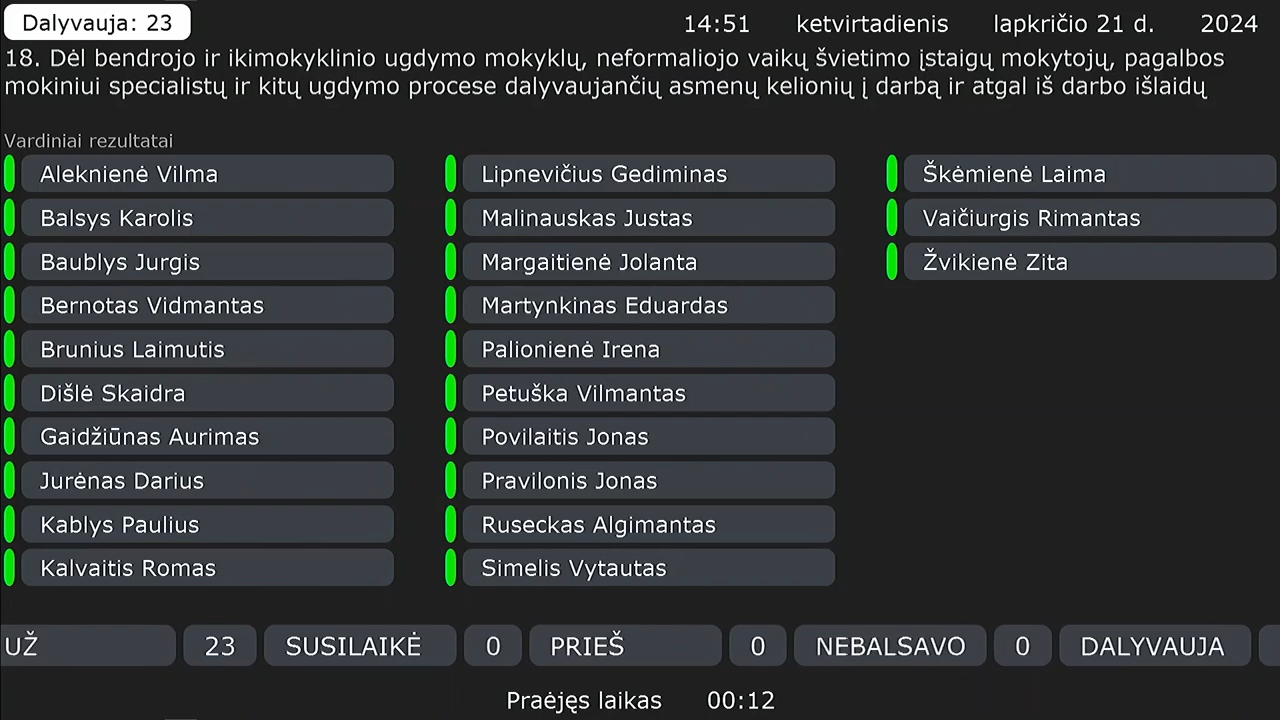 Dalyvauja: 23
14:51 ketvirtadienis lapkričio 21 d. 2024
18. Dėl bendrojo ir ikimokyklinio ugdymo mokyklų, neformaliojo vaikų švietimo įstaigų mokytojų, pagalbos
mokiniui specialistų ir kitų ugdymo procese dalyvaujančių asmenų kelionių į darbą ir atgal iš darbo išlaidų
Vardiniai rezultatai
Aleknienė Vilma
Balsys Karolis
Baublys Jurgis
Bernotas Vidmantas
Brunius Laimutis
Dišlė Skaidra
Gaidžiūnas Aurimas
Jurėnas Darius
Kablys Paulius
Kalvaitis Romas
Lipnevičius Gediminas
Malinauskas Justas
Margaitienė Jolanta
Martynkinas Eduardas
Palionienė Irena
Petuška Vilmantas
Povilaitis Jonas
Pravilonis Jonas
Ruseckas Algimantas
Simelis Vytautas
Škėmienė Laima
Vaičiurgis Rimantas
Žvikienė Zita
UŽ 23 SUSILAIKĖ 0 PRIEŠ 0 NEBALSAVO 0 DALYVAUJA
Praėjęs laikas 00:12